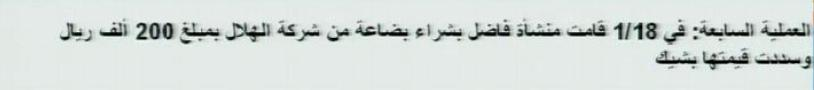 العملية السابعة: في 1/18 قامت منشأة فاضل بشراء بضاعة من شركة الهلال بمبلغ 200 ألف ريال
وسددت قيمتها بشيك